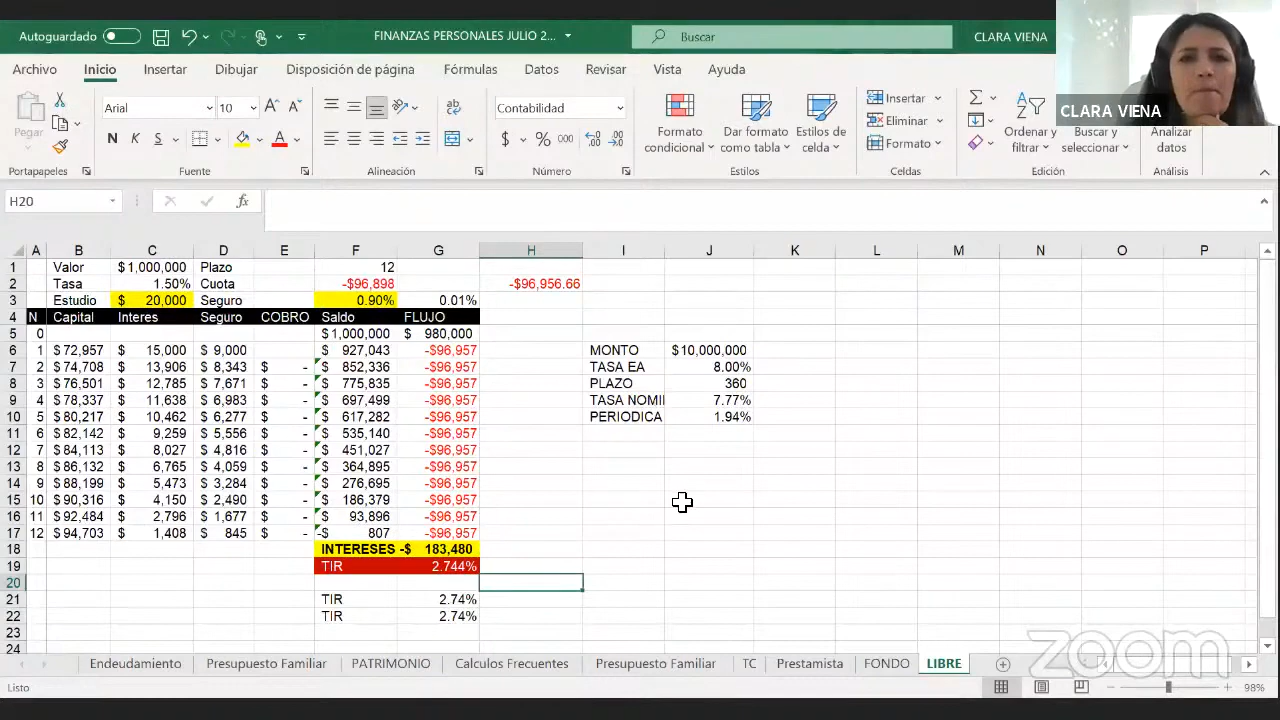 Autoguardado FINANZAS PERSONALES JULIO 2... Buscar CLARA VIENA
Archivo Inicio Insertar Dibujar Disposición de página Fórmulas Datos Revisar Vista Ayuda
CLARA VIENA
Pegar Arial 10 Contabilidad
N K S $ % 000
Formato condicional Dar formato como tabla Estilos de celda
Insertar
Eliminar
Formato
Ordenar y filtrar Buscar y seleccionar Analizar datos
Portapapeles Fuente Alineación Número Estilos Celdas Edición Análisis
H20 fx
A B C D E F G H I J K L M N O P
1 Valor $1,000,000 Plazo 12
2 Tasa 1.50% Cuota -$96,898 -$96,956.66
3 Estudio $ 20,000 Seguro 0.90% 0.01%
4 N Capital Interes Seguro COBRO Saldo FLUJO
5 0 $1,000,000 $ 980,000
6 1 $72,957 $ 15,000 $ 9,000 $ 927,043 -$96,957 MONTO $10,000,000
7 2 $74,708 $ 13,906 $ 8,343 $ - $ 852,336 -$96,957 TASA EA 8.00%
8 3 $76,501 $ 12,785 $ 7,671 $ - $ 775,835 -$96,957 PLAZO 360
9 4 $78,337 $ 11,638 $ 6,983 $ - $ 697,499 -$96,957 TASA NOMI 7.77%
10 5 $80,217 $ 10,462 $ 6,277 $ - $ 617,282 -$96,957 PERIODICA 1.94%
11 6 $82,142 $ 9,259 $ 5,556 $ - $ 535,140 -$96,957
12 7 $84,113 $ 8,027 $ 4,816 $ - $ 451,027 -$96,957
13 8 $86,132 $ 6,765 $ 4,059 $ - $ 364,895 -$96,957
14 9 $88,199 $ 5,473 $ 3,284 $ - $ 276,695 -$96,957
15 10 $90,316 $ 4,150 $ 2,490 $ - $ 186,379 -$96,957
16 11 $92,484 $ 2,796 $ 1,677 $ - $ 93,896 -$96,957
17 12 $94,703 $ 1,408 $ 845 $ - -$ 807 -$96,957
18 INTERESES -$ 183,480
19 TIR 2.744%
20
21 TIR 2.74%
22 TIR 2.74%
23
24
zoom
Endeudamiento Presupuesto Familiar PATRIMONIO Calculos Frecuentes Presupuesto Familiar TC Prestamista FONDO LIBRE
Listo 98%